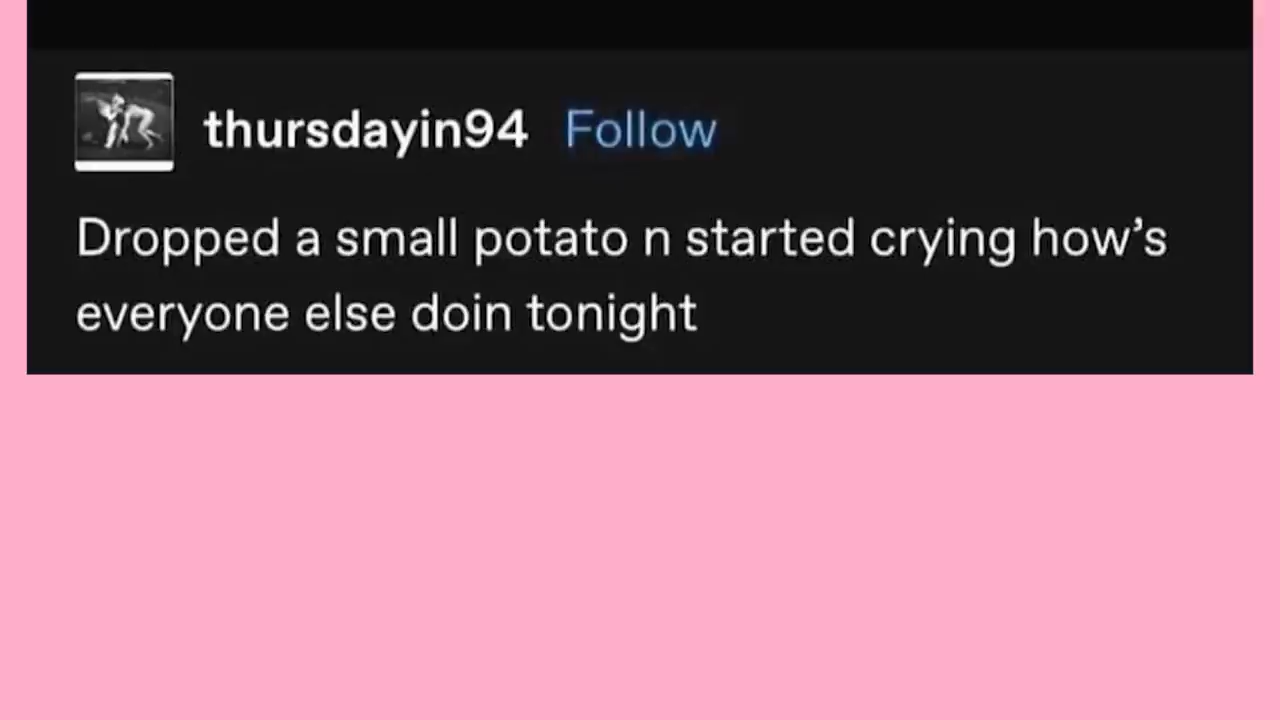 thursdayin94 Follow
Dropped a small potato n started crying how’s
everyone else doin tonight